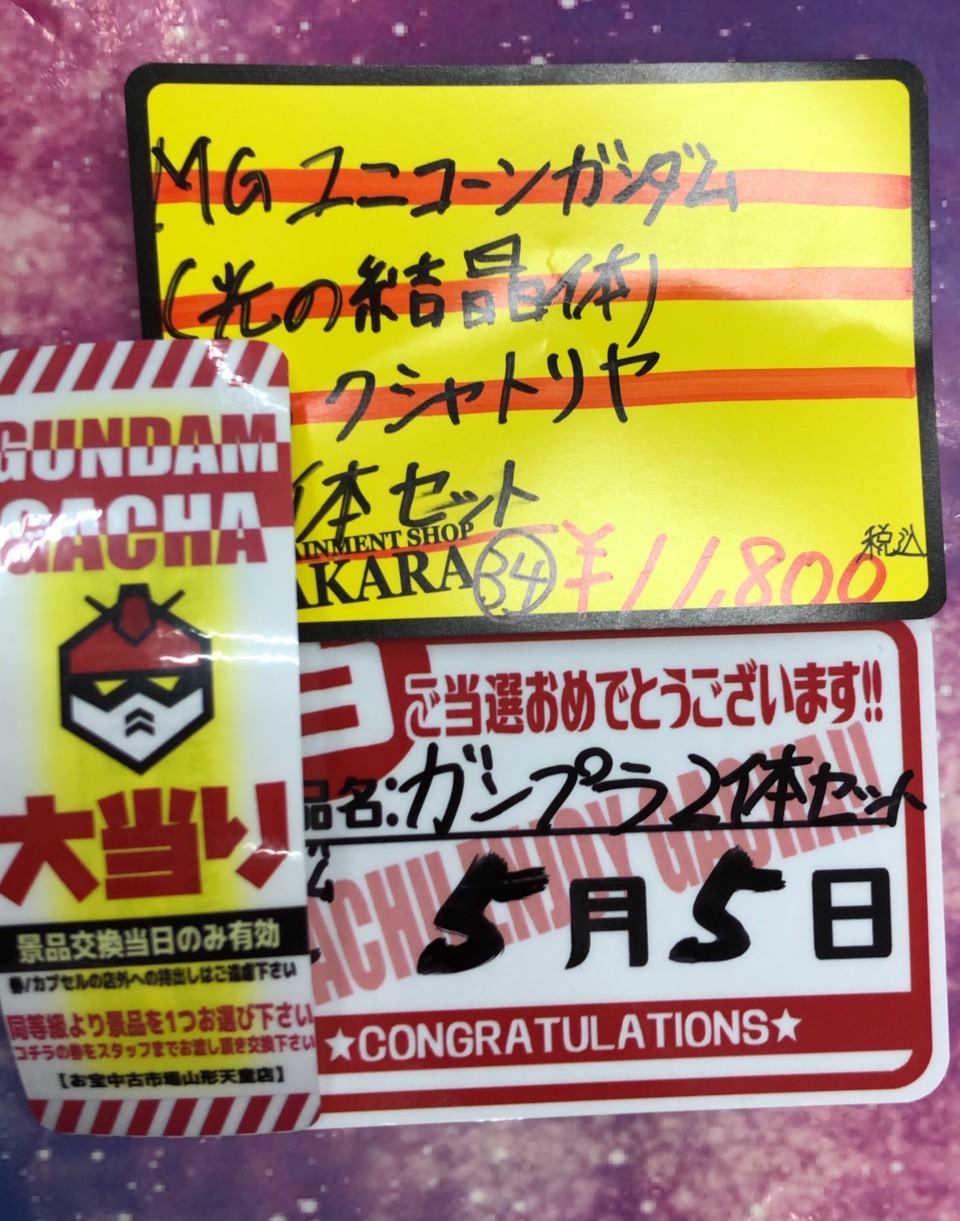 MG ユニコーンガンダム
(光の結晶体)
クシャトリヤ
体セット
AINMENT SHOP
AKARA
34
¥11,800
税込
GUNDAM
GACHA
大当り
景品交換当日のみ有効
券/カプセルの店外への持出しはご遠慮下さい
同等級より景品を1つお選び下さい
コチラの券をスタッフまでお渡し頂き交換下さい
【お宝中古市場山形天童店】
ご当選おめでとうございます!!
品名:ガンプラ2体セット
5月5日
ACHA!! ENJOY GACHA!!
★CONGRATULATIONS★